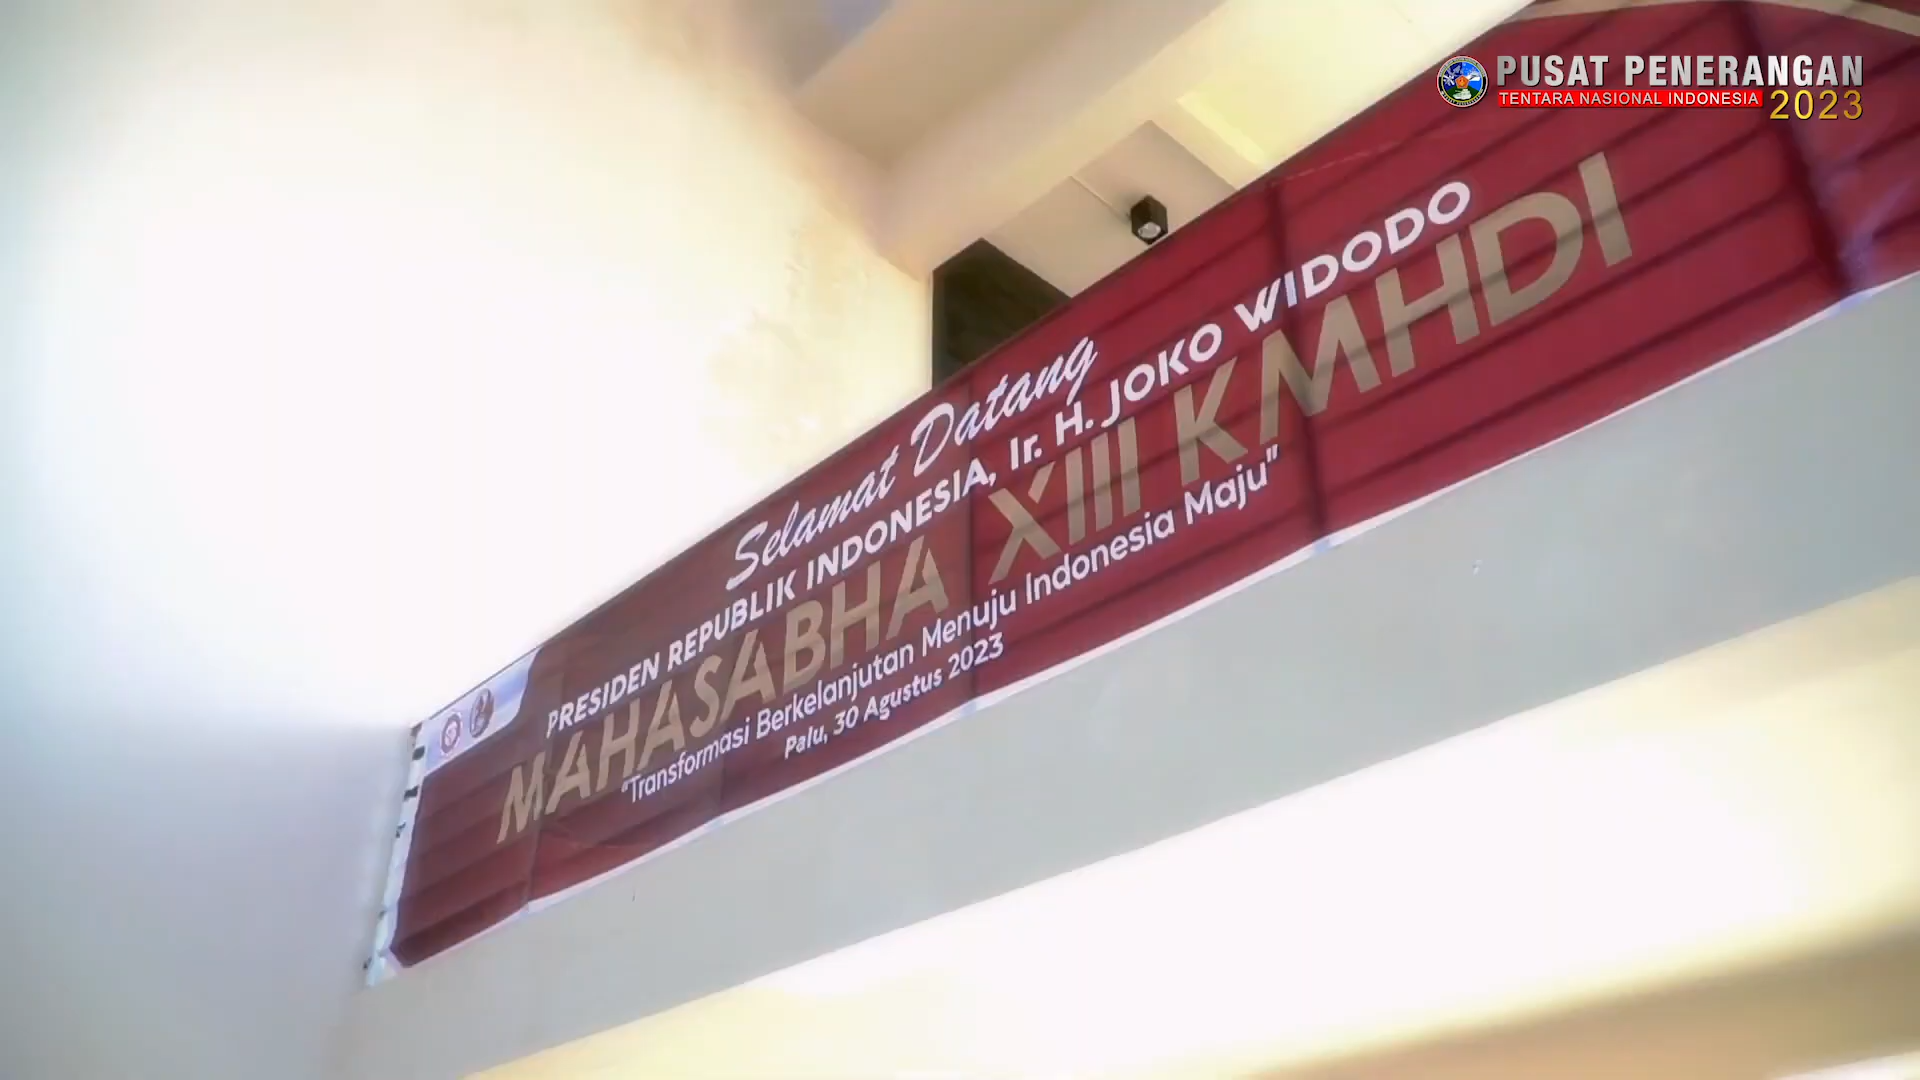 PUSAT PENERANGAN
TENTARA NASIONAL INDONESIA 2023
Selamat Datang
PRESIDEN REPUBLIK INDONESIA, Ir. H. JOKO WIDODO
MAHASABHA XIII KMHDI
"Transformasi Berkelanjutan Menuju Indonesia Maju"
Palu, 30 Agustus 2023